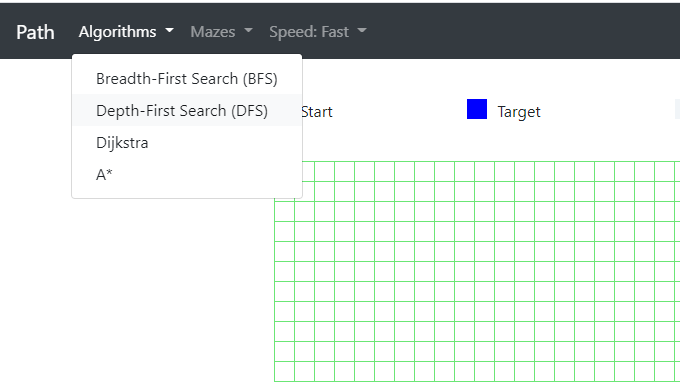 Path Algorithms Mazes Speed: Fast
Breadth-First Search (BFS)
Depth-First Search (DFS)
Start Target
Dijkstra
A*